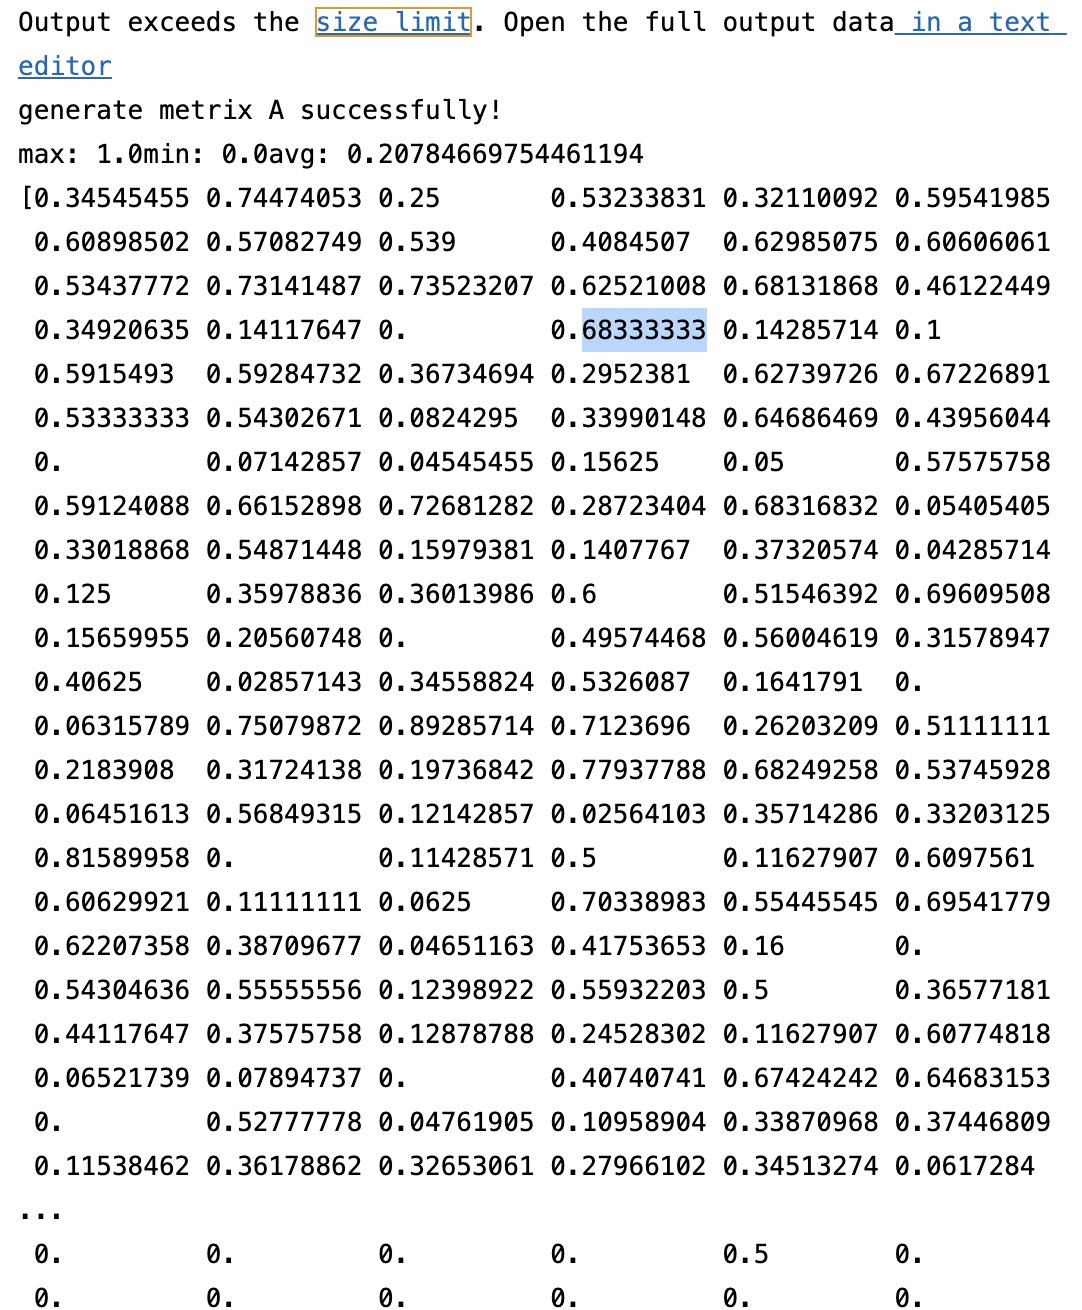 Output exceeds the size limit. Open the full output data in a text
editor
generate metrix A successfully!
max: 1.0min: 0.0avg: 0.20784669754461194
[0.34545455 0.74474053 0.25       0.53233831 0.32110092 0.59541985
 0.60898502 0.57082749 0.539      0.4084507  0.62985075 0.60606061
 0.53437772 0.73141487 0.73523207 0.62521008 0.68131868 0.46122449
 0.34920635 0.14117647 0.         0.68333333 0.14285714 0.1
 0.5915493  0.59284732 0.36734694 0.2952381  0.62739726 0.67226891
 0.53333333 0.54302671 0.0824295  0.33990148 0.64686469 0.43956044
 0.         0.07142857 0.04545455 0.15625    0.05       0.57575758
 0.59124088 0.66152898 0.72681282 0.28723404 0.68316832 0.05405405
 0.33018868 0.54871448 0.15979381 0.1407767  0.37320574 0.04285714
 0.125      0.35978836 0.36013986 0.6        0.51546392 0.69609508
 0.15659955 0.20560748 0.         0.49574468 0.56004619 0.31578947
 0.40625    0.02857143 0.34558824 0.5326087  0.1641791  0.
 0.06315789 0.75079872 0.89285714 0.7123696  0.26203209 0.51111111
 0.2183908  0.31724138 0.19736842 0.77937788 0.68249258 0.53745928
 0.06451613 0.56849315 0.12142857 0.02564103 0.35714286 0.33203125
 0.81589958 0.         0.11428571 0.5        0.11627907 0.6097561
 0.60629921 0.11111111 0.0625     0.70338983 0.55445545 0.69541779
 0.62207358 0.38709677 0.04651163 0.41753653 0.16       0.
 0.54304636 0.55555556 0.12398922 0.55932203 0.5        0.36577181
 0.44117647 0.37575758 0.12878788 0.24528302 0.11627907 0.60774818
 0.06521739 0.07894737 0.         0.40740741 0.67424242 0.64683153
 0.         0.52777778 0.04761905 0.10958904 0.33870968 0.37446809
 0.11538462 0.36178862 0.32653061 0.27966102 0.34513274 0.0617284
...
 0.         0.         0.         0.         0.5        0.
 0.         0.         0.         0.         0.         0.